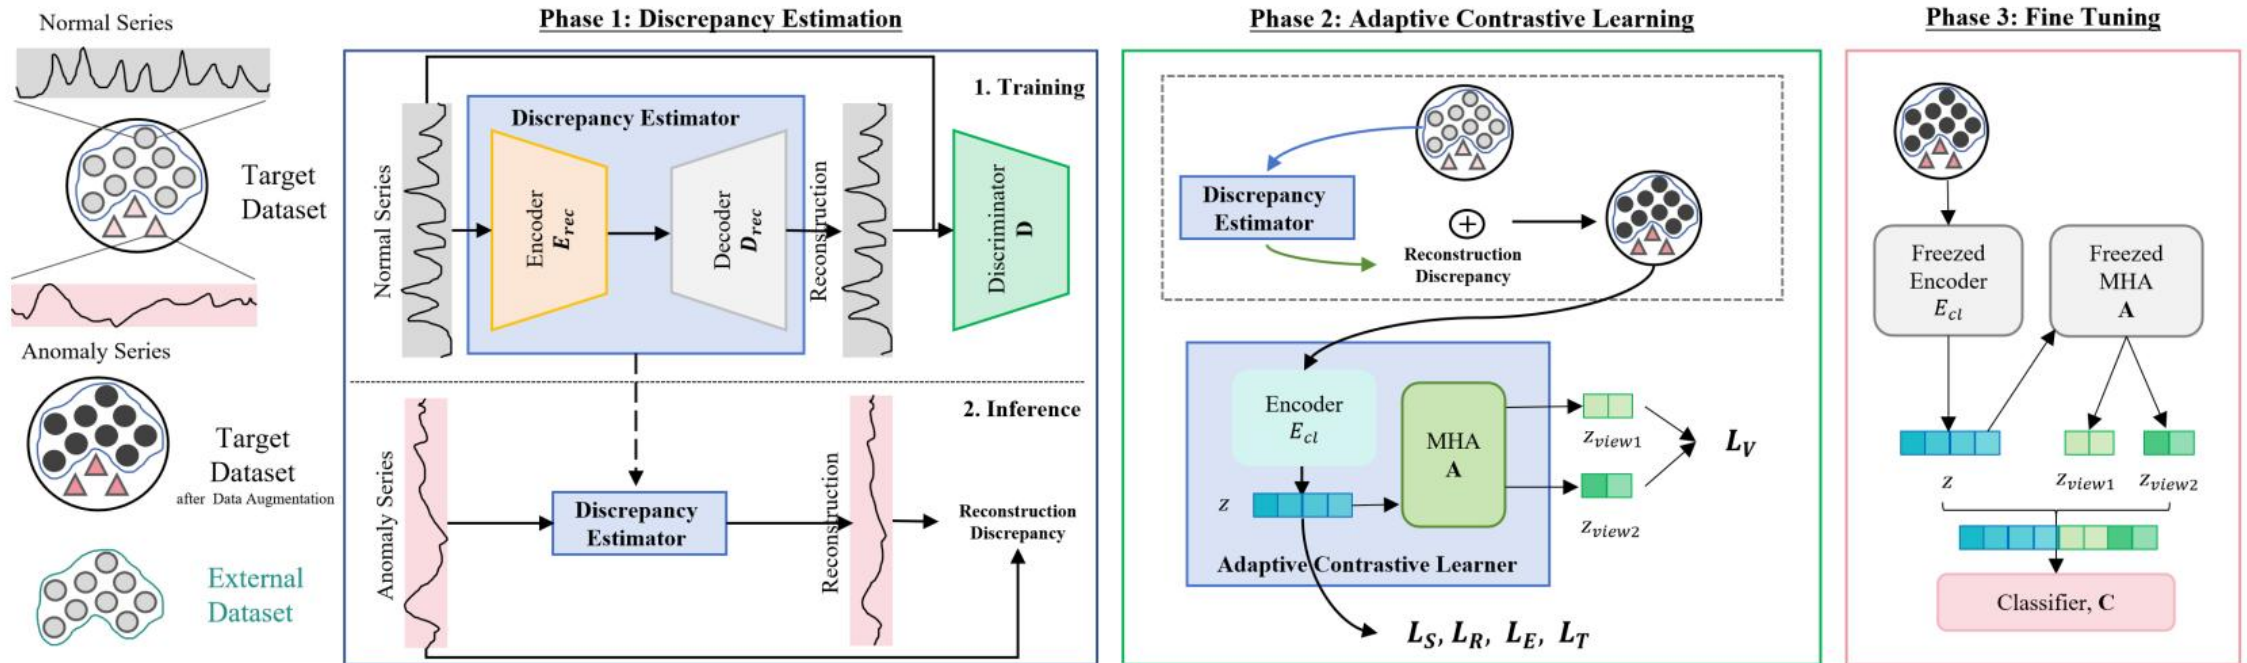 Normal Series
Target
Dataset
Anomaly Series
Target
Dataset
after Data Augmentation
External
Dataset
Phase 1: Discrepancy Estimation
1. Training
Normal Series
Discrepancy Estimator
Encoder
E_rec
Decoder
D_rec
Reconstruction
Discriminator
D
2. Inference
Anomaly Series
Discrepancy
Estimator
Reconstruction
Reconstruction
Discrepancy
Phase 2: Adaptive Contrastive Learning
Discrepancy
Estimator
+
Reconstruction
Discrepancy
Encoder
E_cl
z
MHA
A
z_view1
z_view2
L_V
Adaptive Contrastive Learner
L_S, L_R, L_E, L_T
Phase 3: Fine Tuning
Freezed
Encoder
E_cl
Freezed
MHA
A
z
z_view1
z_view2
Classifier, C